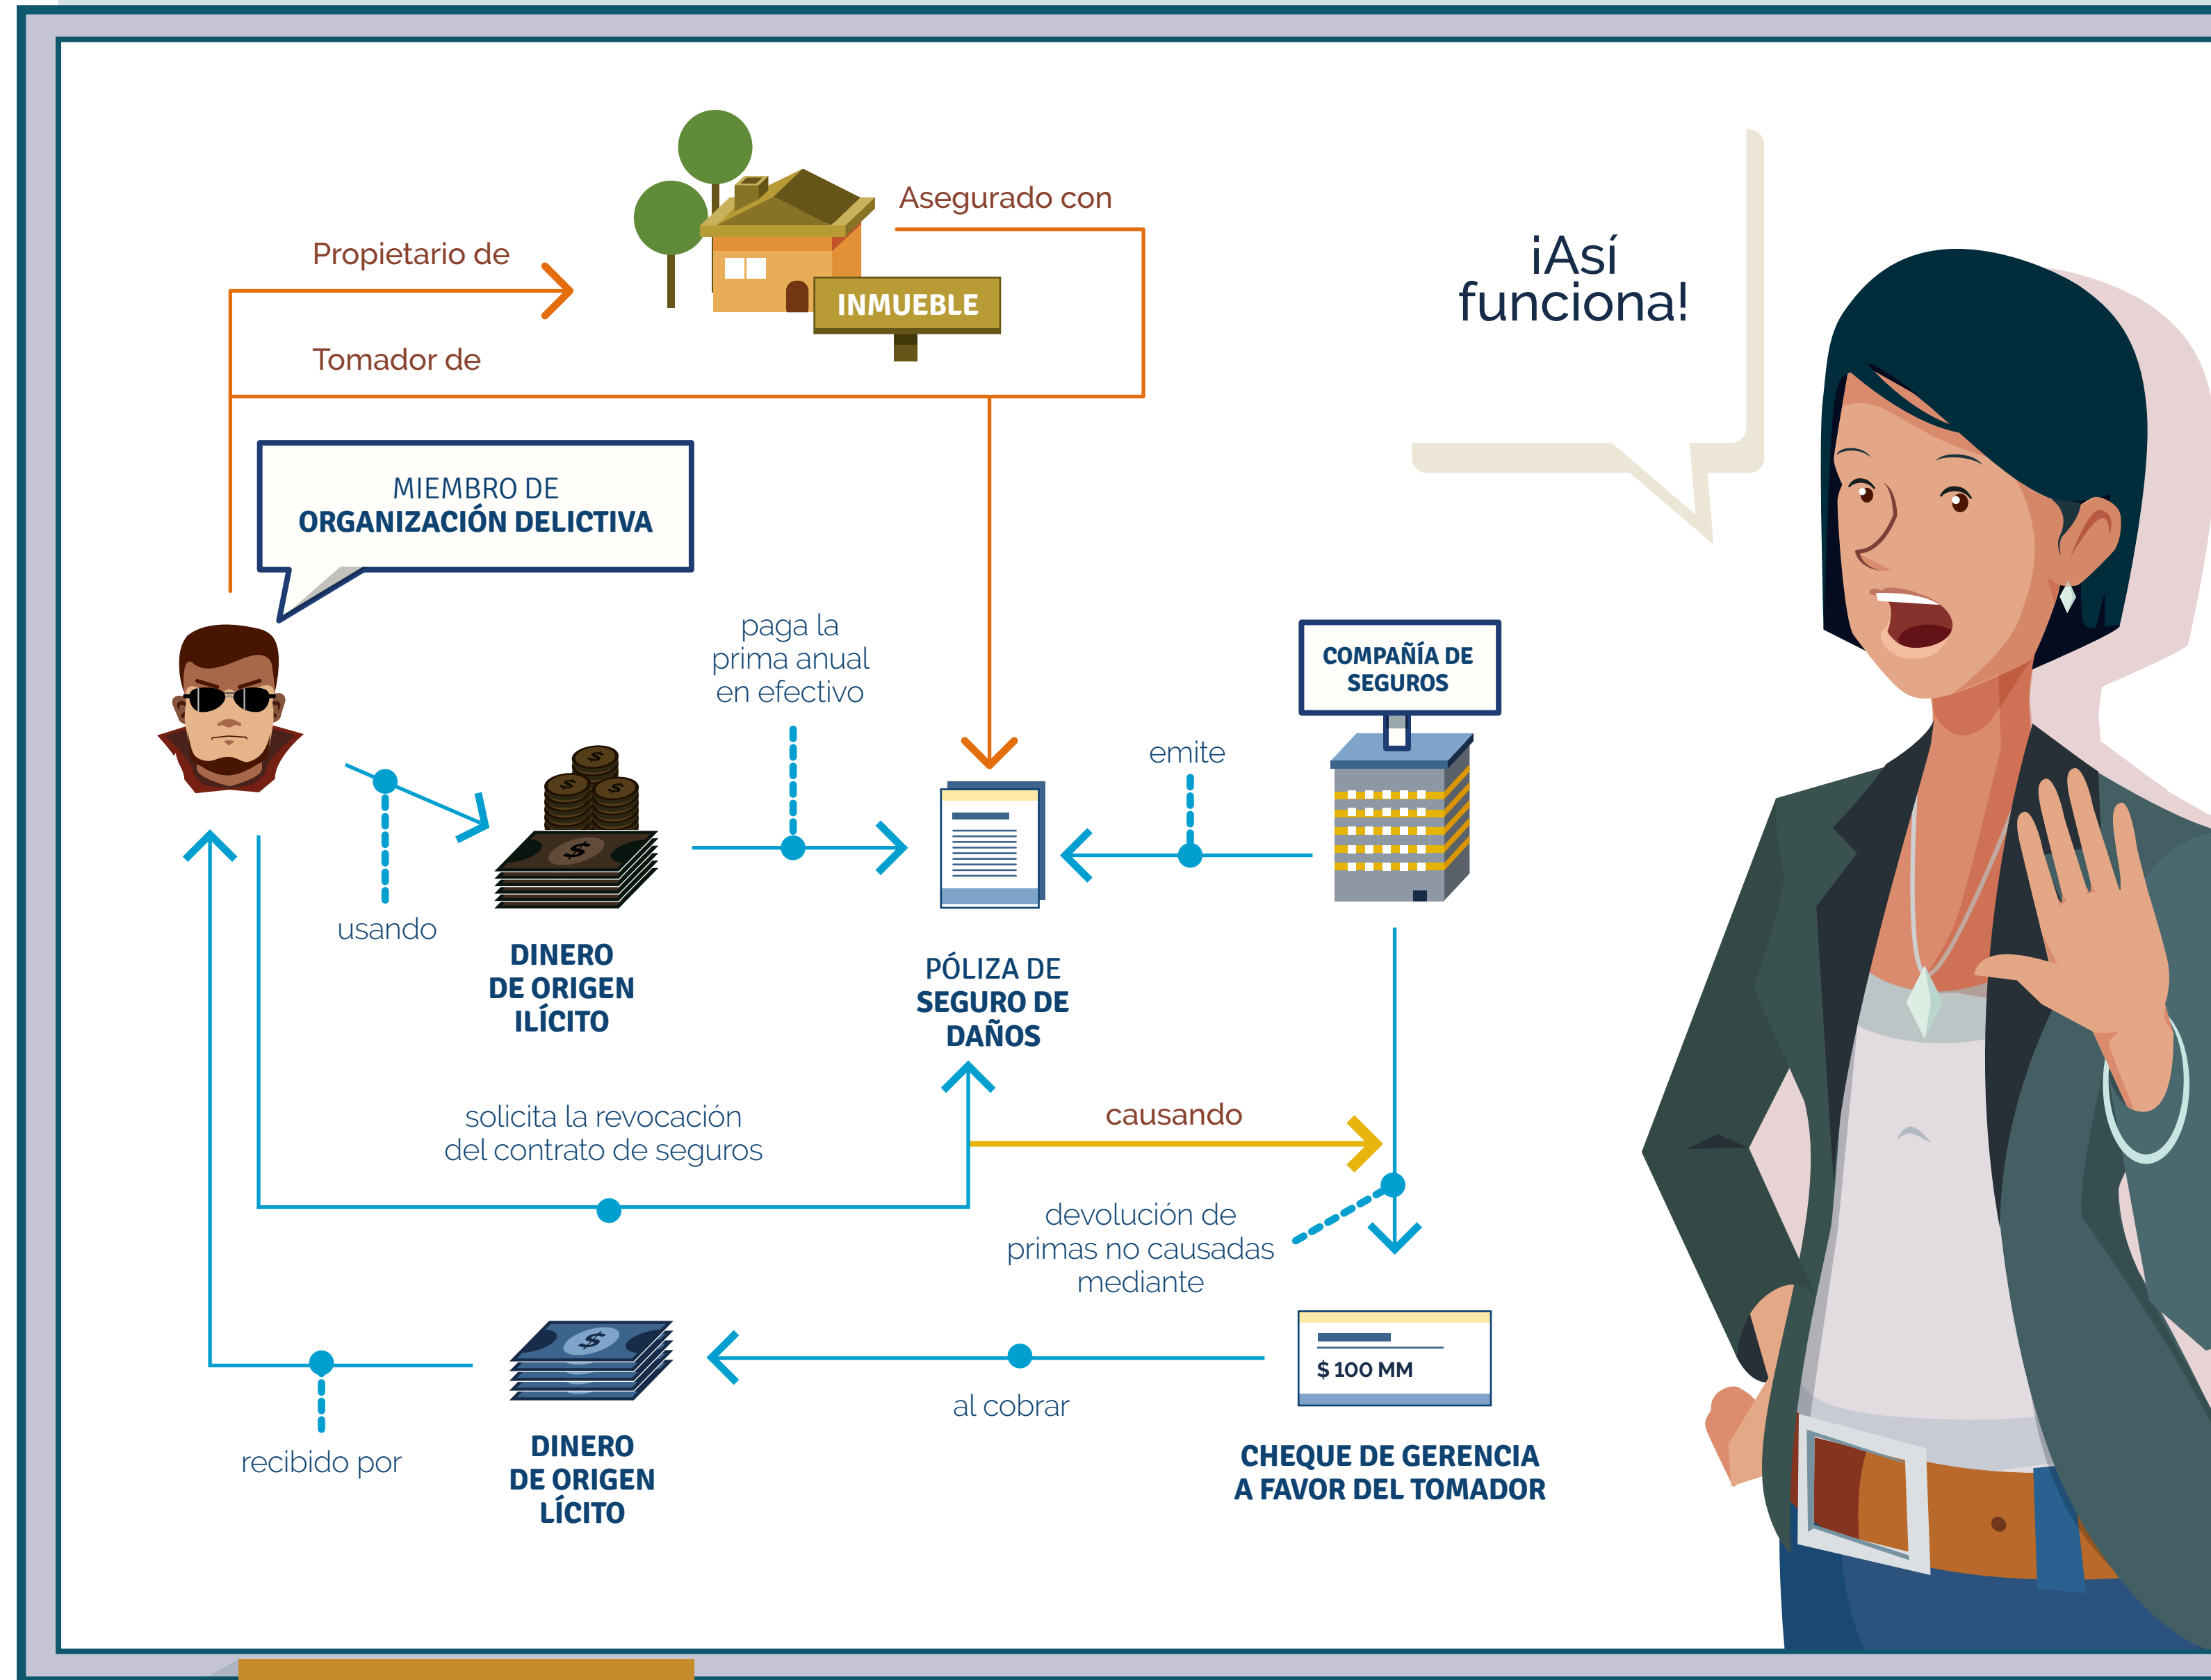 Asegurado con
Propietario de
INMUEBLE
Tomador de
¡Así
funciona!
MIEMBRO DE
ORGANIZACIÓN DELICTIVA
paga la
prima anual
en efectivo
COMPAÑÍA DE
SEGUROS
emite
usando
DINERO
DE ORIGEN
ILÍCITO
PÓLIZA DE
SEGURO DE
DAÑOS
solicita la revocación
del contrato de seguros
causando
devolución de
primas no causadas
mediante
$ 100 MM
al cobrar
recibido por
DINERO
DE ORIGEN
LÍCITO
CHEQUE DE GERENCIA
A FAVOR DEL TOMADOR